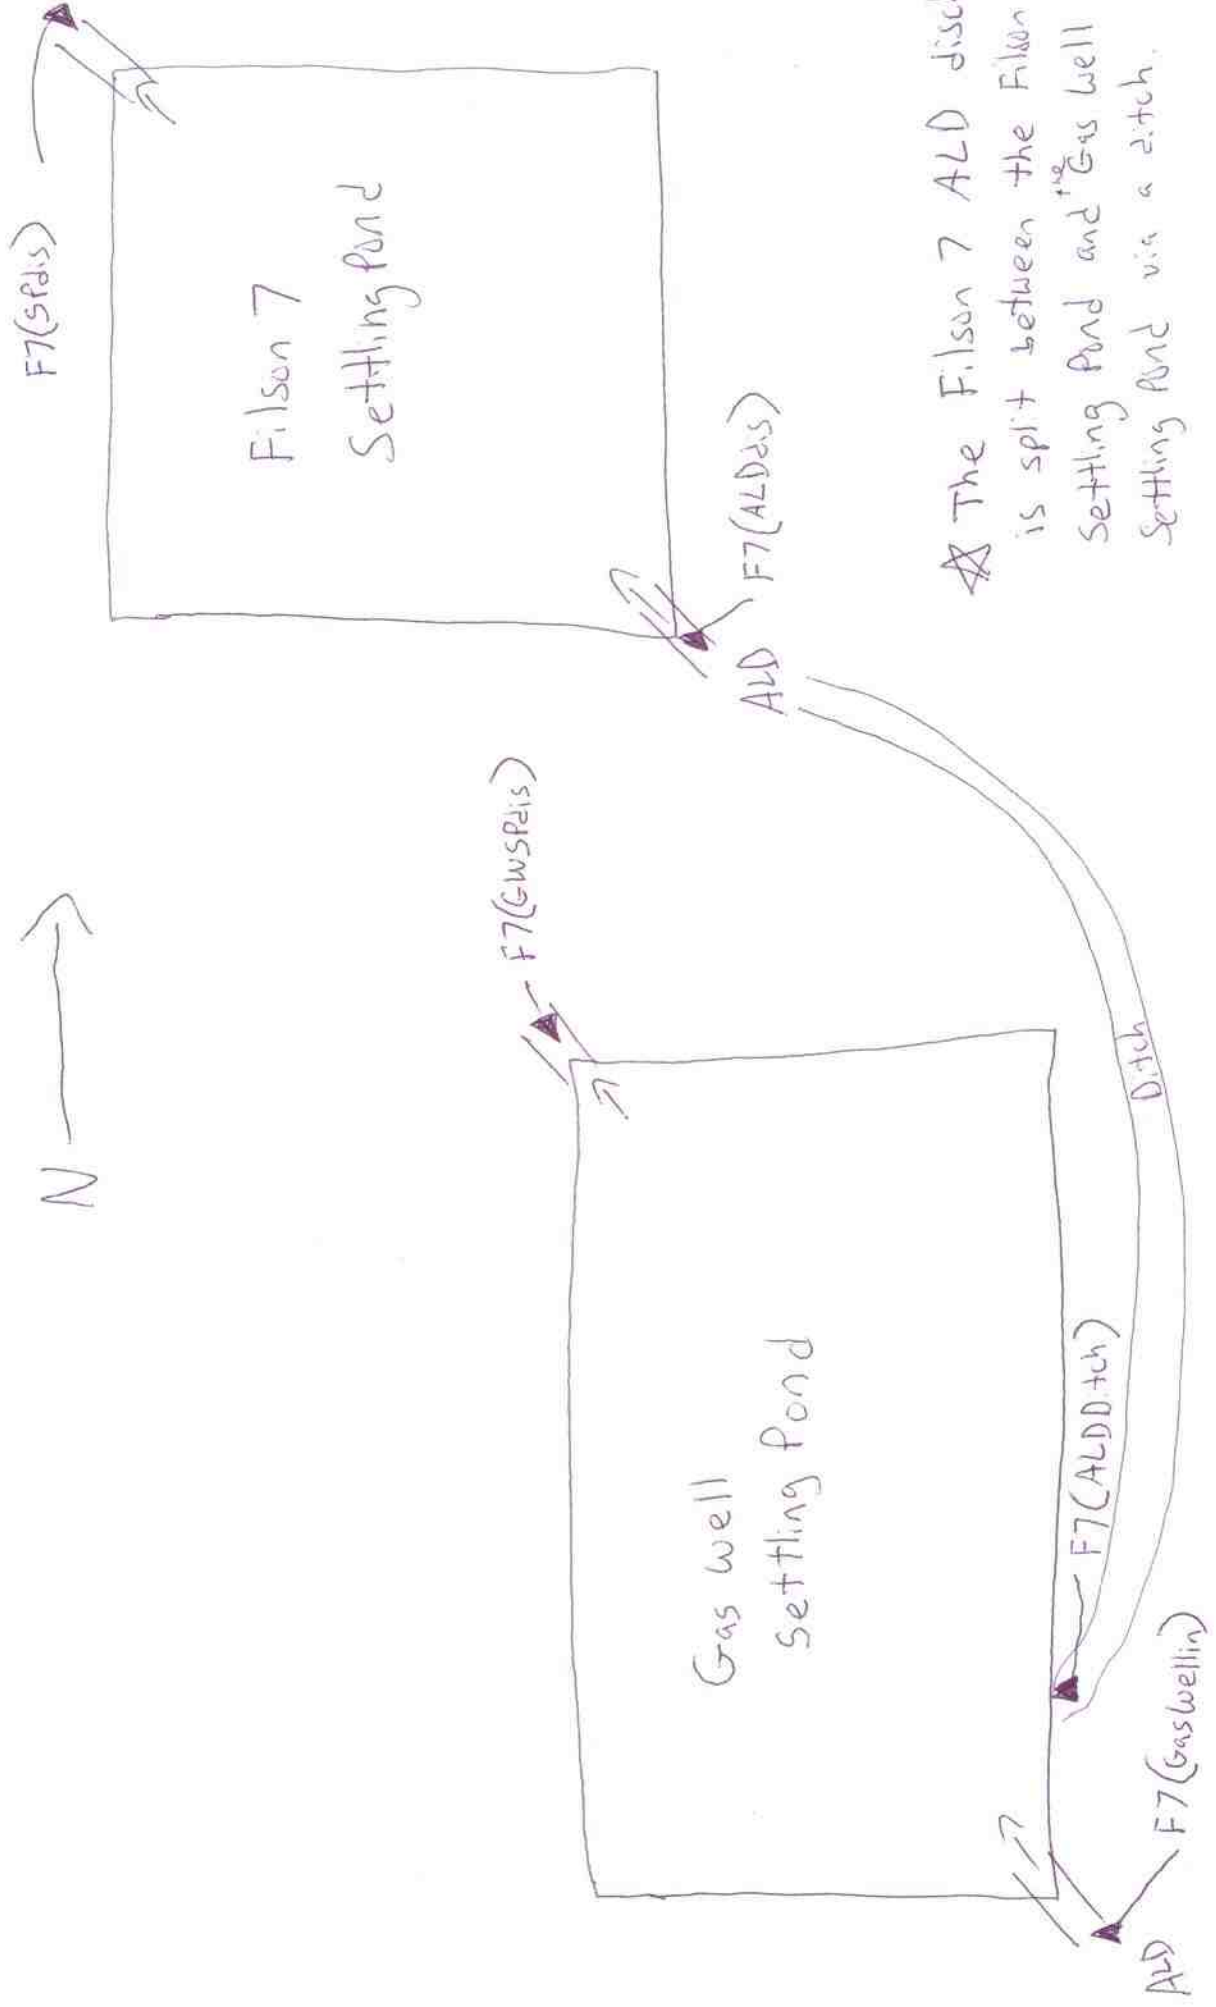 F7(SPdis)
N
Filson 7
Settling Pond
F7(GWSPdis)
Gas Well
Settling Pond
ALD
F7(ALDdis)
☆ The Filson 7 ALD disc
is split between the Filson
Settling Pond and the Gas Well
Settling Pond via a ditch.
Ditch
F7(ALDDitch)
ALD
F7(GasWellin)